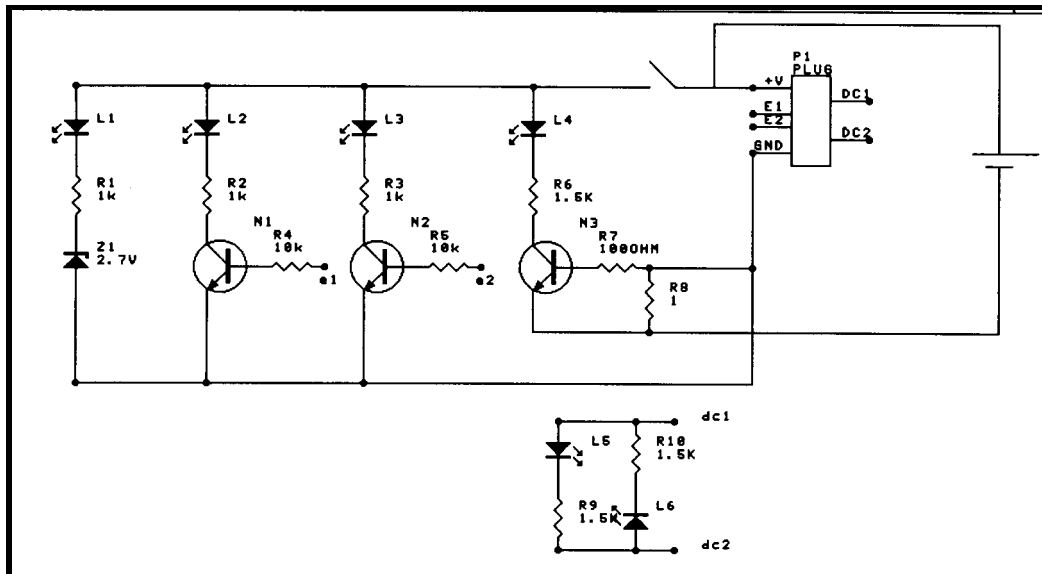 P1
PLUG
+V
DC1
E1
E2
DC2
GND
L1
L2
L3
L4
R1
1k
R2
1k
R3
1k
R6
1.5K
N1
R4
10k
N2
R5
10k
N3
R7
100OHM
Z1
2.7V
e1
e2
R8
1
dc1
L5
R10
1.5K
R9
1.5K
L6
dc2